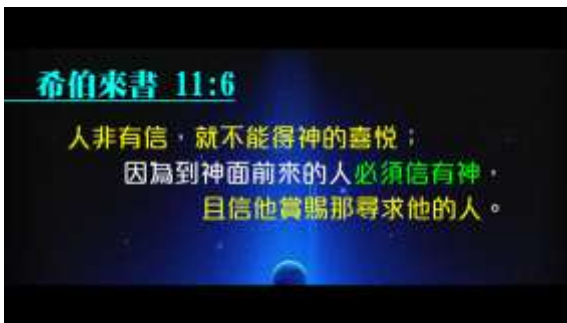 希伯來書 11:6
人非有信，就不能得神的喜悅；
因為到神面前來的人必須信有神，
且信他賞賜那尋求他的人。